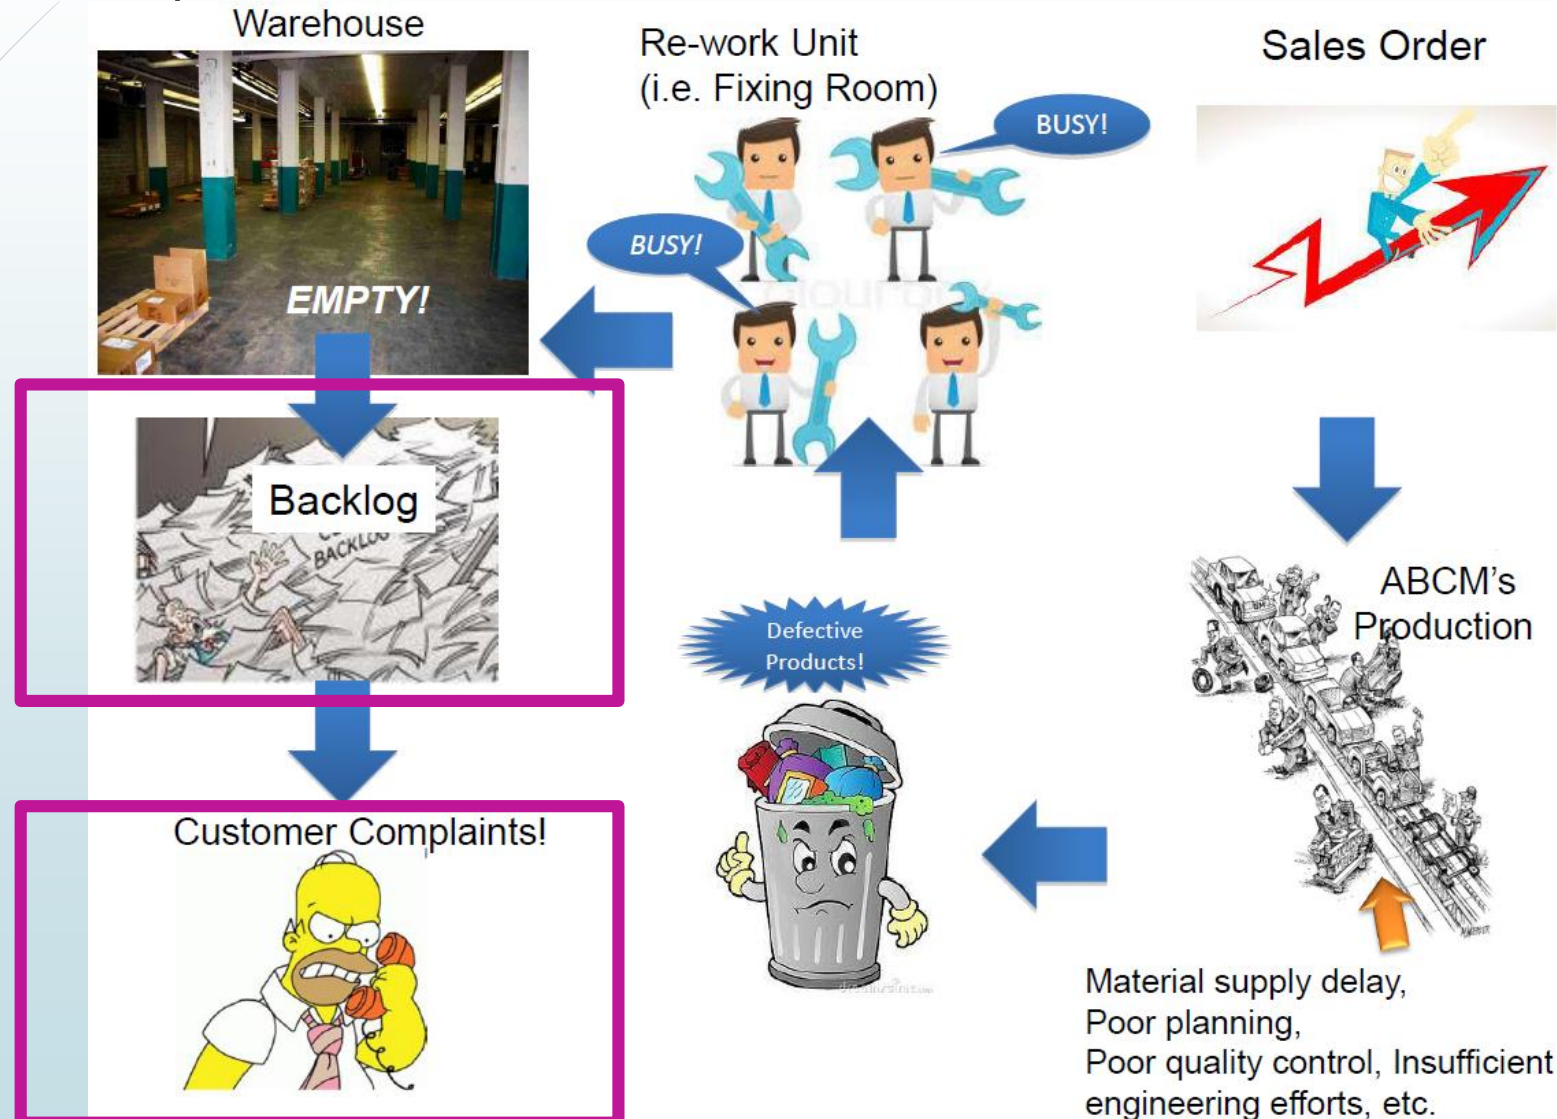 Warehouse
EMPTY!
Re-work Unit
(i.e. Fixing Room)
BUSY!
BUSY!
Sales Order
Backlog
BACKLOG
Defective
Products!
ABCM's
Production
Customer Complaints!
Material supply delay,
Poor planning,
Poor quality control, Insufficient
engineering efforts, etc.